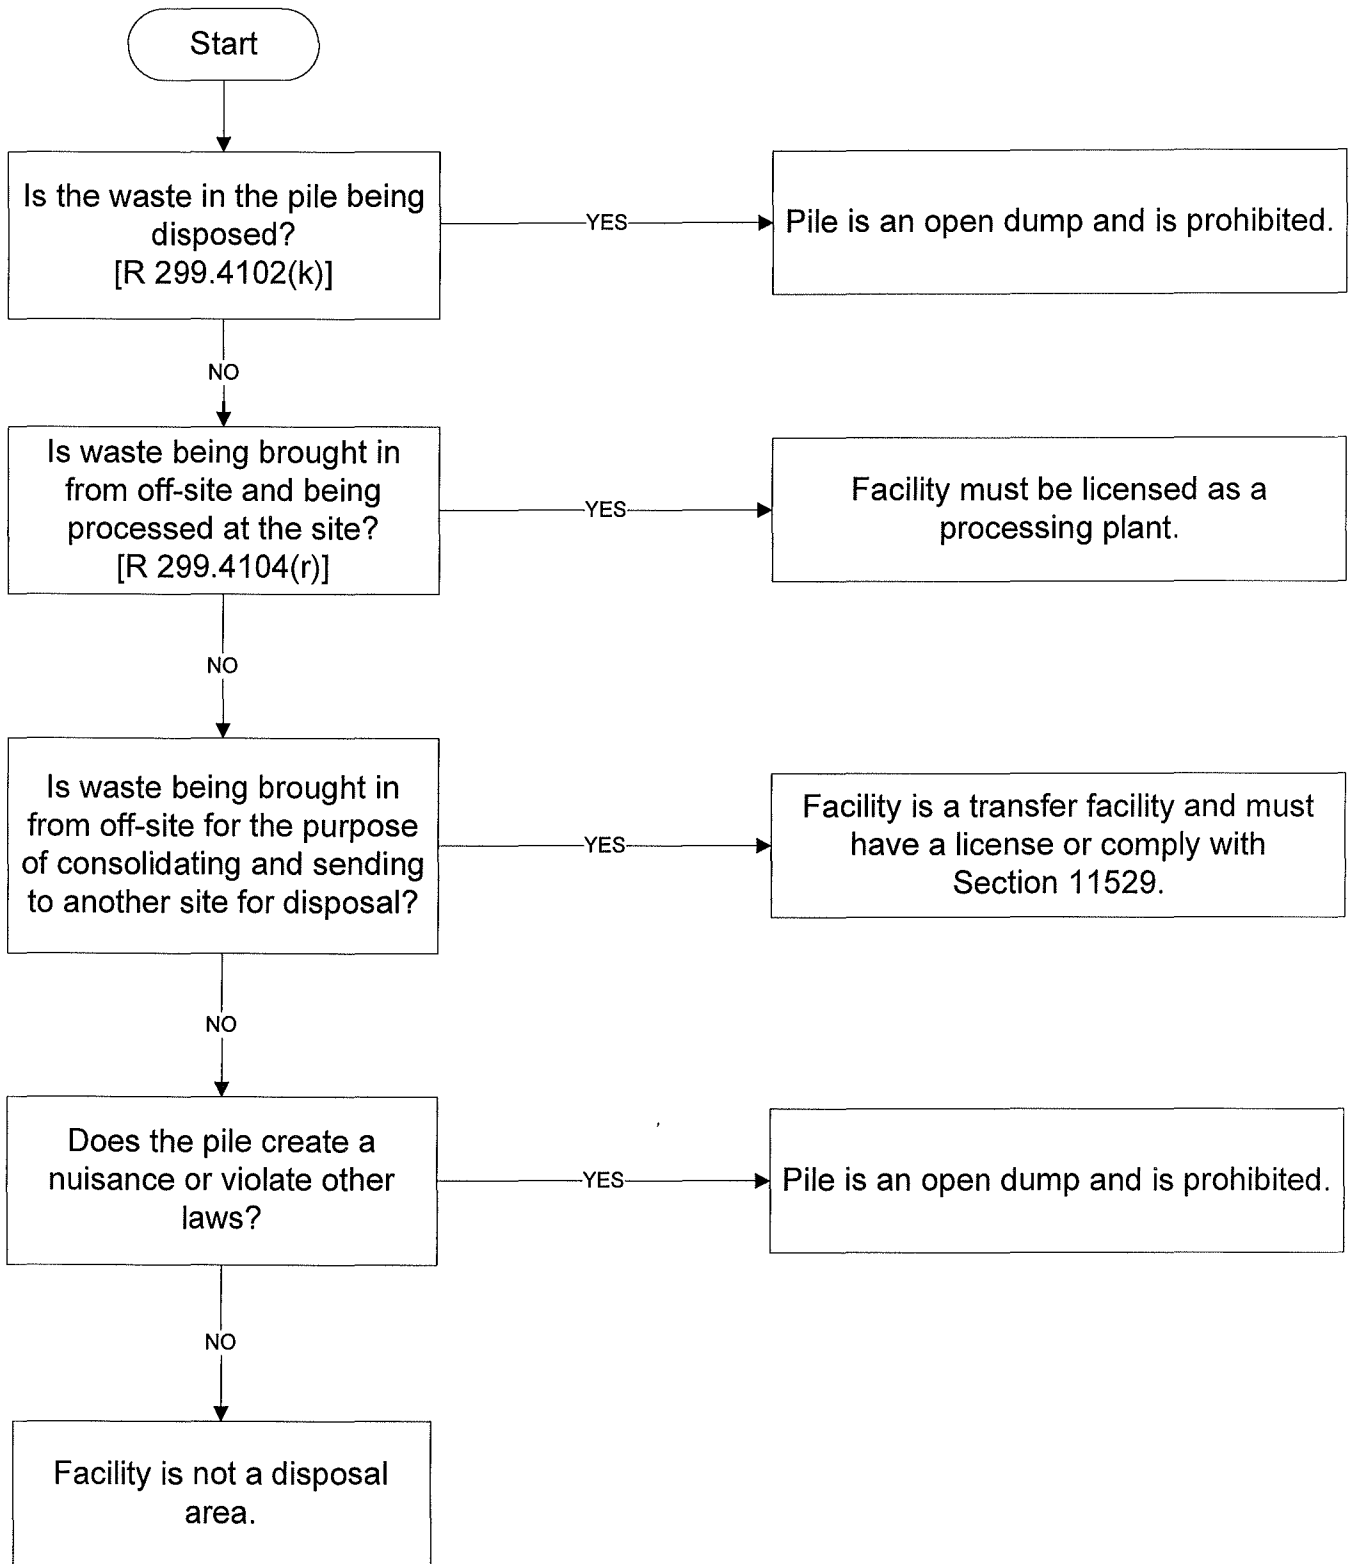 Start
Is the waste in the pile being
disposed?
[R 299.4102(k)]
YES
Pile is an open dump and is prohibited.
NO
Is waste being brought in
from off-site and being
processed at the site?
[R 299.4104(r)]
YES
Facility must be licensed as a
processing plant.
NO
Is waste being brought in
from off-site for the purpose
of consolidating and sending
to another site for disposal?
YES
Facility is a transfer facility and must
have a license or comply with
Section 11529.
NO
Does the pile create a
nuisance or violate other
laws?
YES
Pile is an open dump and is prohibited.
NO
Facility is not a disposal
area.